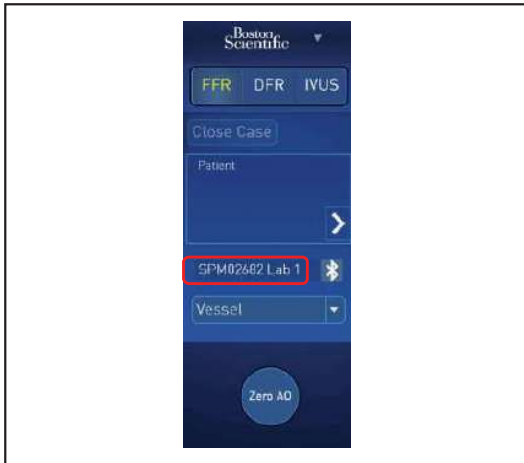 Boston
Scientific
FFR DFR IVUS
Close Case
Patient
SPM02682 Lab 1
Vessel
Zero AO